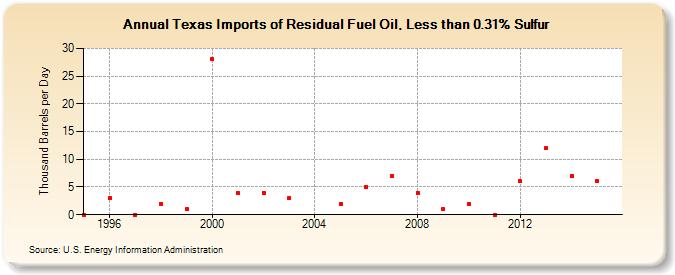 Annual Texas Imports of Residual Fuel Oil, Less than 0.31% Sulfur
Thousand Barrels per Day
30
25
20
15
10
5
0
1996 2000 2004 2008 2012
Source: U.S. Energy Information Administration